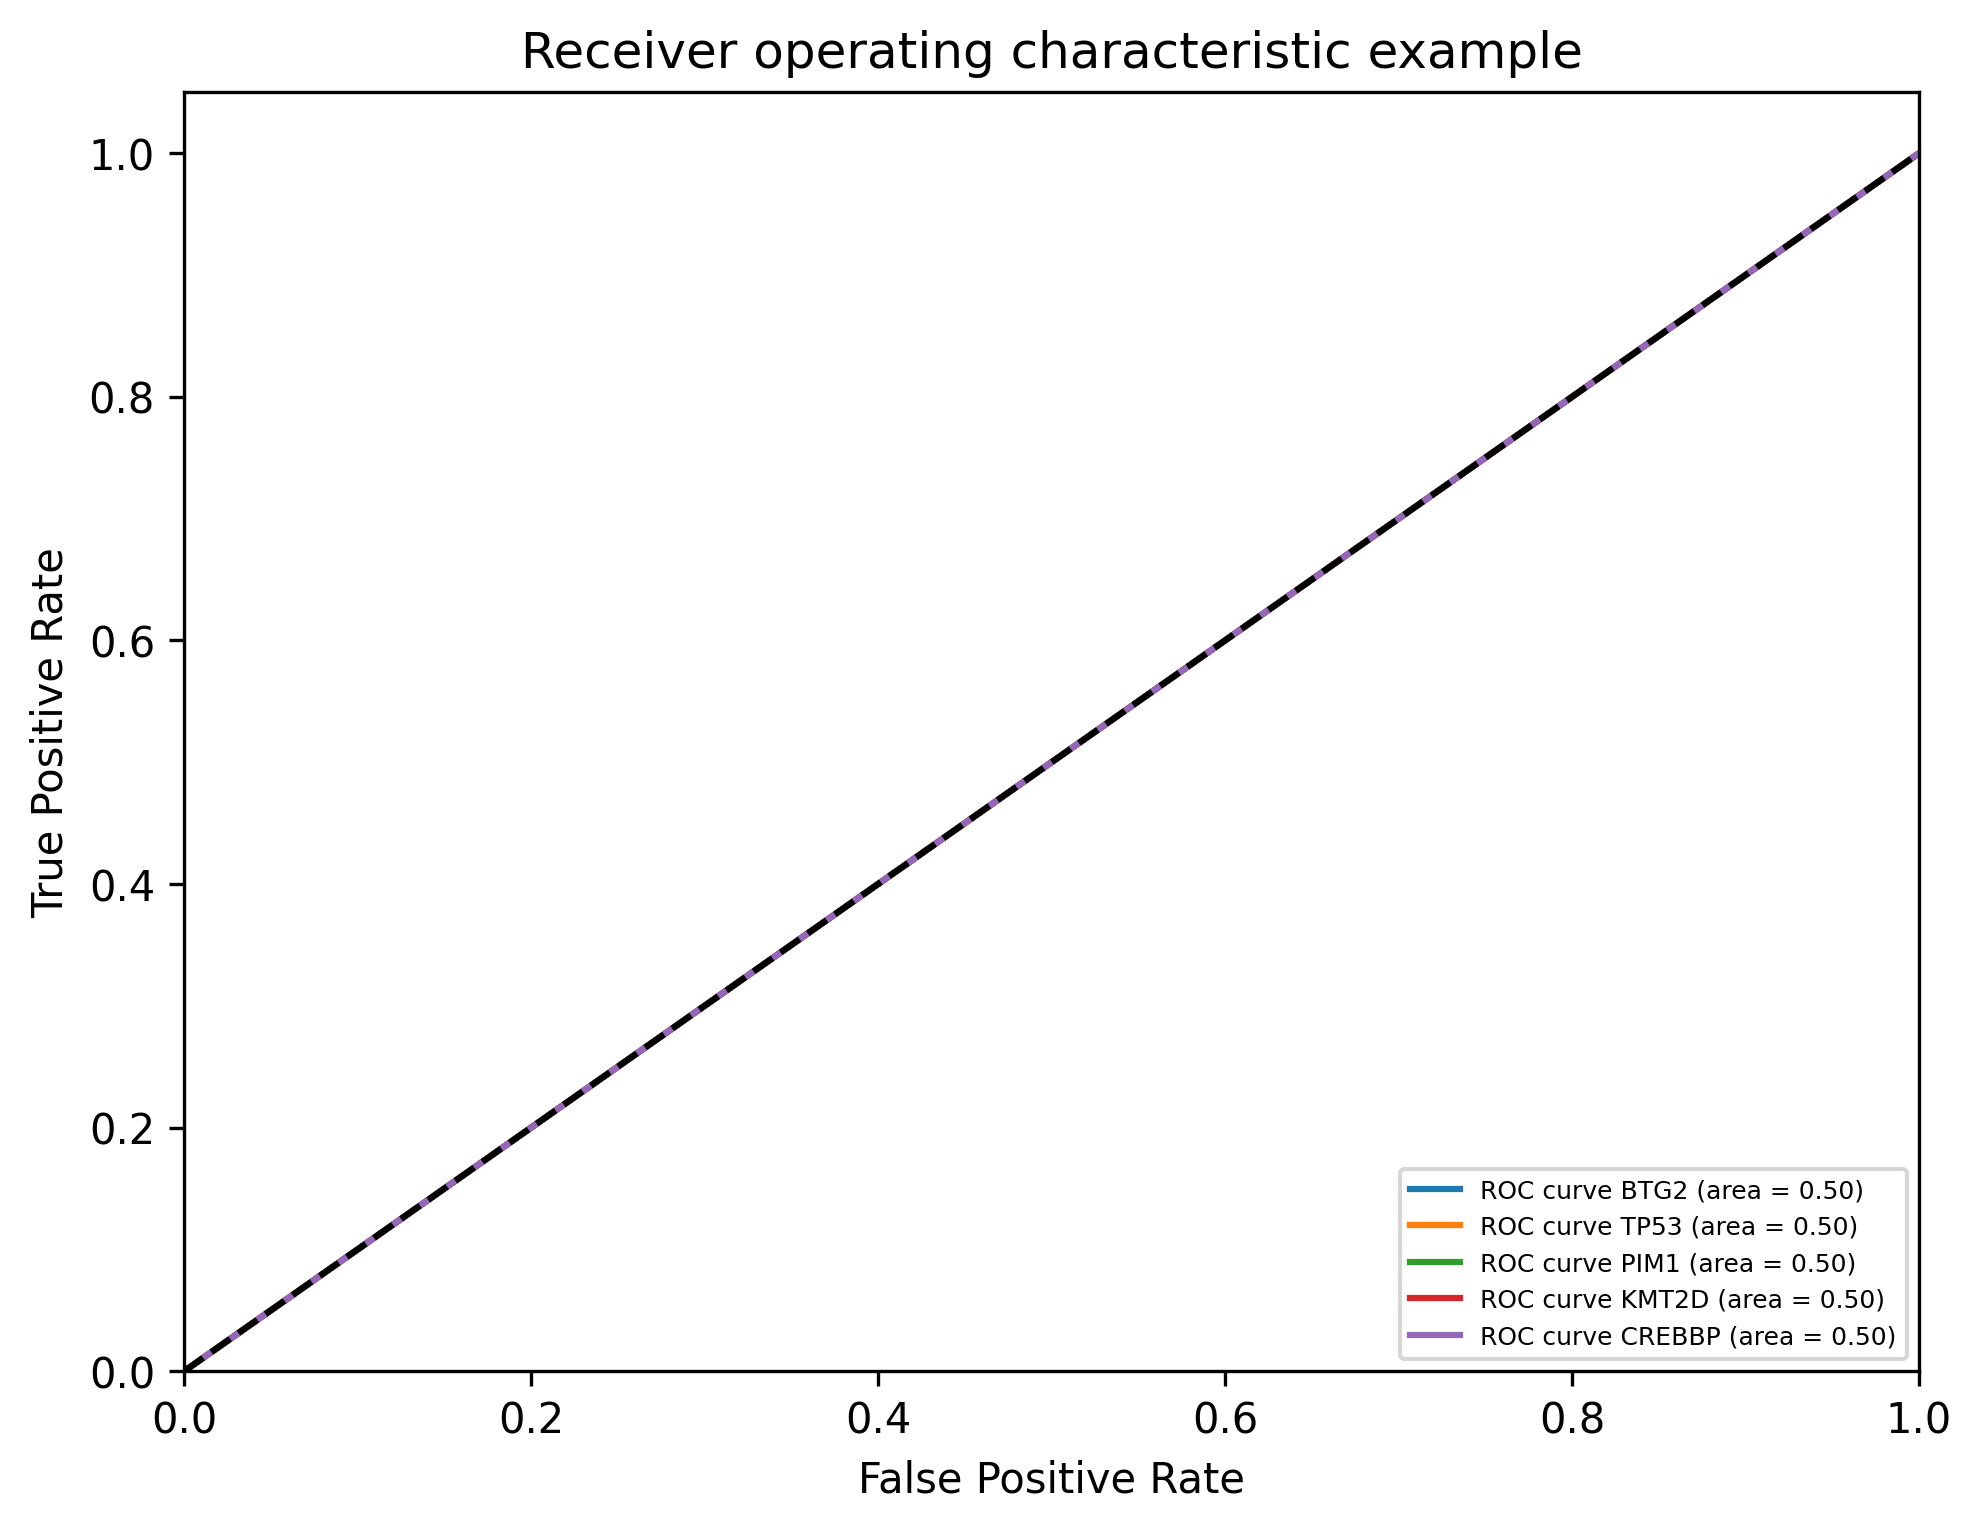 Receiver operating characteristic example
True Positive Rate
1.0
0.8
0.6
0.4
0.2
0.0
ROC curve BTG2 (area = 0.50)
ROC curve TP53 (area = 0.50)
ROC curve PIM1 (area = 0.50)
ROC curve KMT2D (area = 0.50)
ROC curve CREBBP (area = 0.50)
0.0 0.2 0.4 0.6 0.8 1.0
False Positive Rate